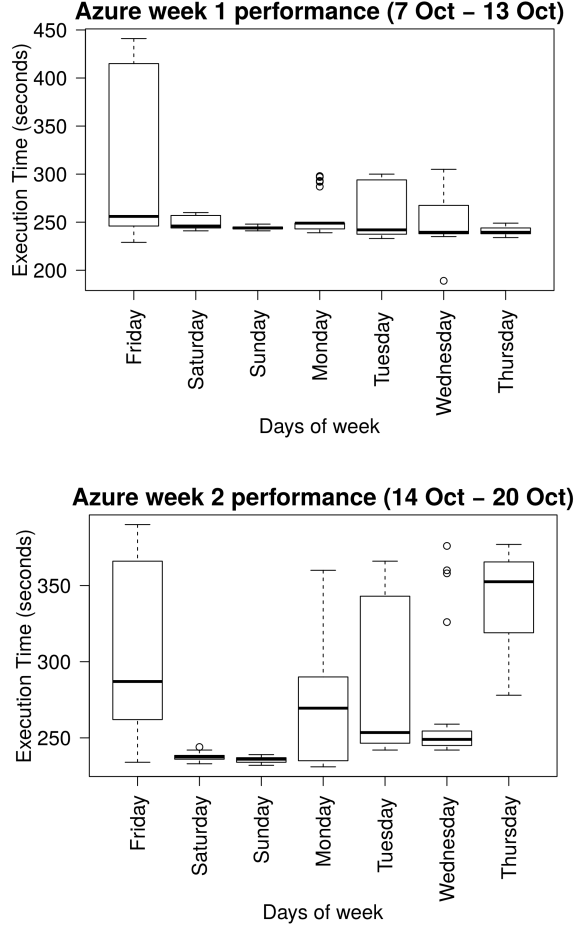 Azure week 1 performance (7 Oct − 13 Oct)
Execution Time (seconds)
450
400
350
300
250
200
Friday
Saturday
Sunday
Monday
Tuesday
Wednesday
Thursday
Days of week
Azure week 2 performance (14 Oct − 20 Oct)
Execution Time (seconds)
350
300
250
Friday
Saturday
Sunday
Monday
Tuesday
Wednesday
Thursday
Days of week